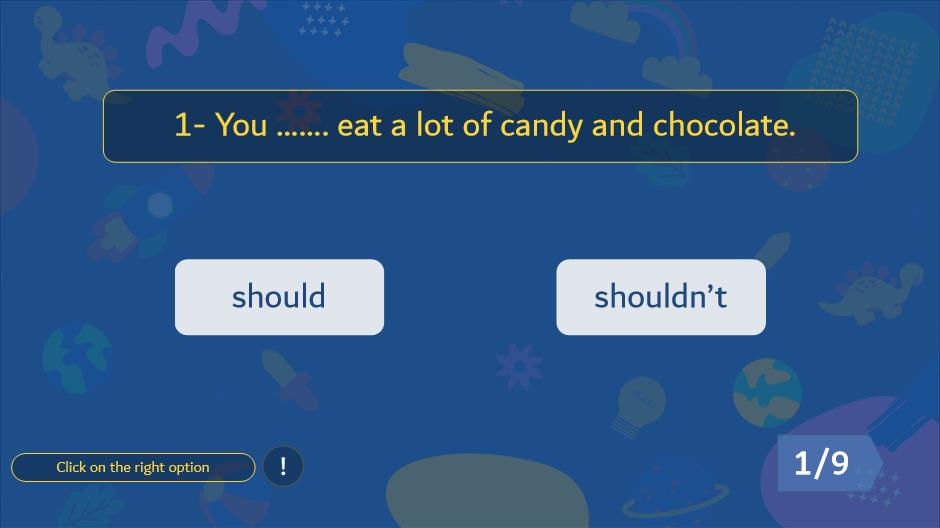 1- You ....... eat a lot of candy and chocolate.
should
shouldn’t
Click on the right option
!
1/9